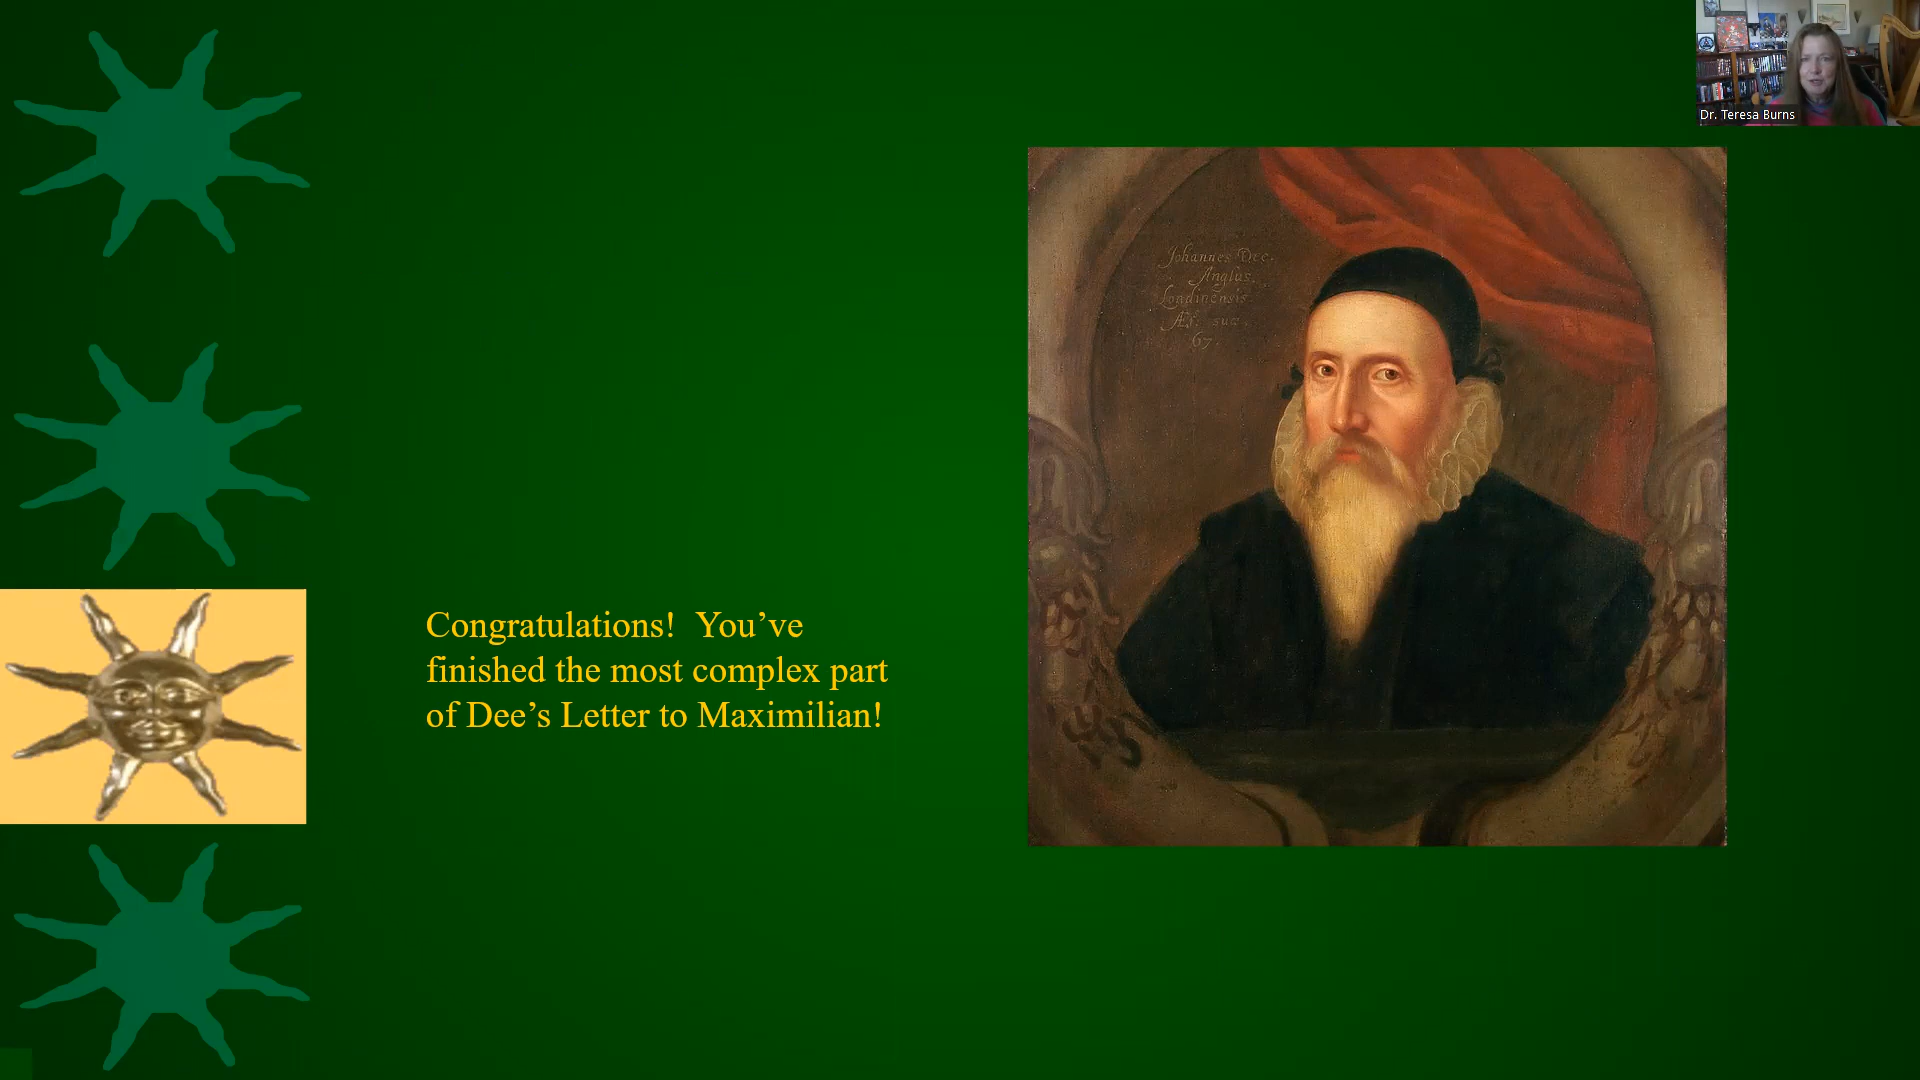 Dr. Teresa Burns
Johannes Dee.
Anglus.
Londinensis
Æt: suæ.
67.
Congratulations!  You’ve
finished the most complex part
of Dee’s Letter to Maximilian!